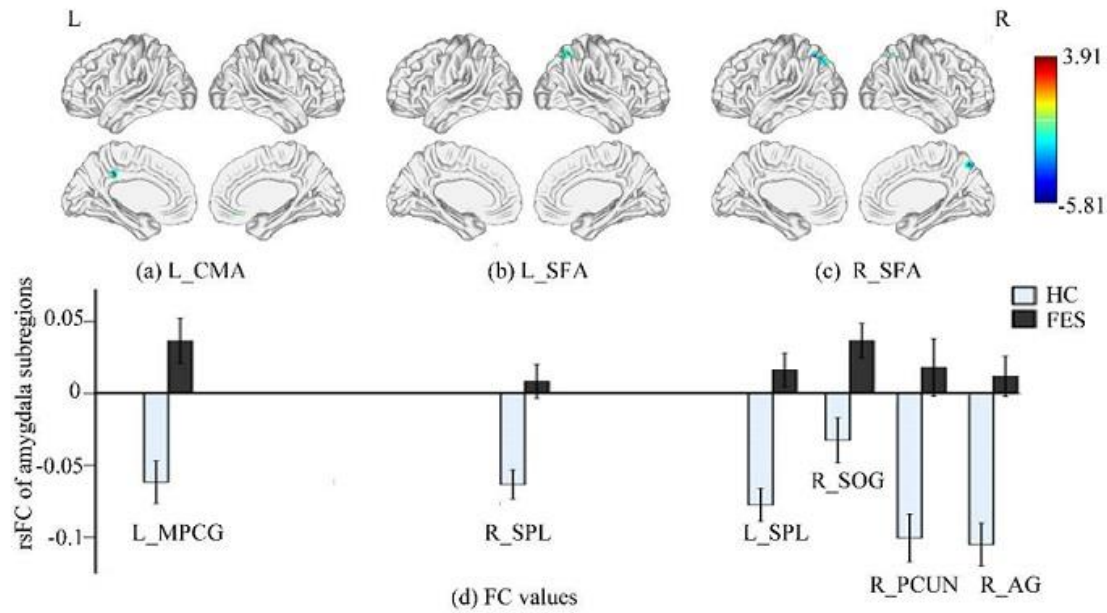 L
R
3.91
-5.81
(a) L_CMA
(b) L_SFA
(c) R_SFA
HC
FES
rsFC of amygdala subregions
0.05
0
-0.05
-0.1
L_MPCG
R_SPL
L_SPL
R_SOG
R_PCUN
R_AG
(d) FC values